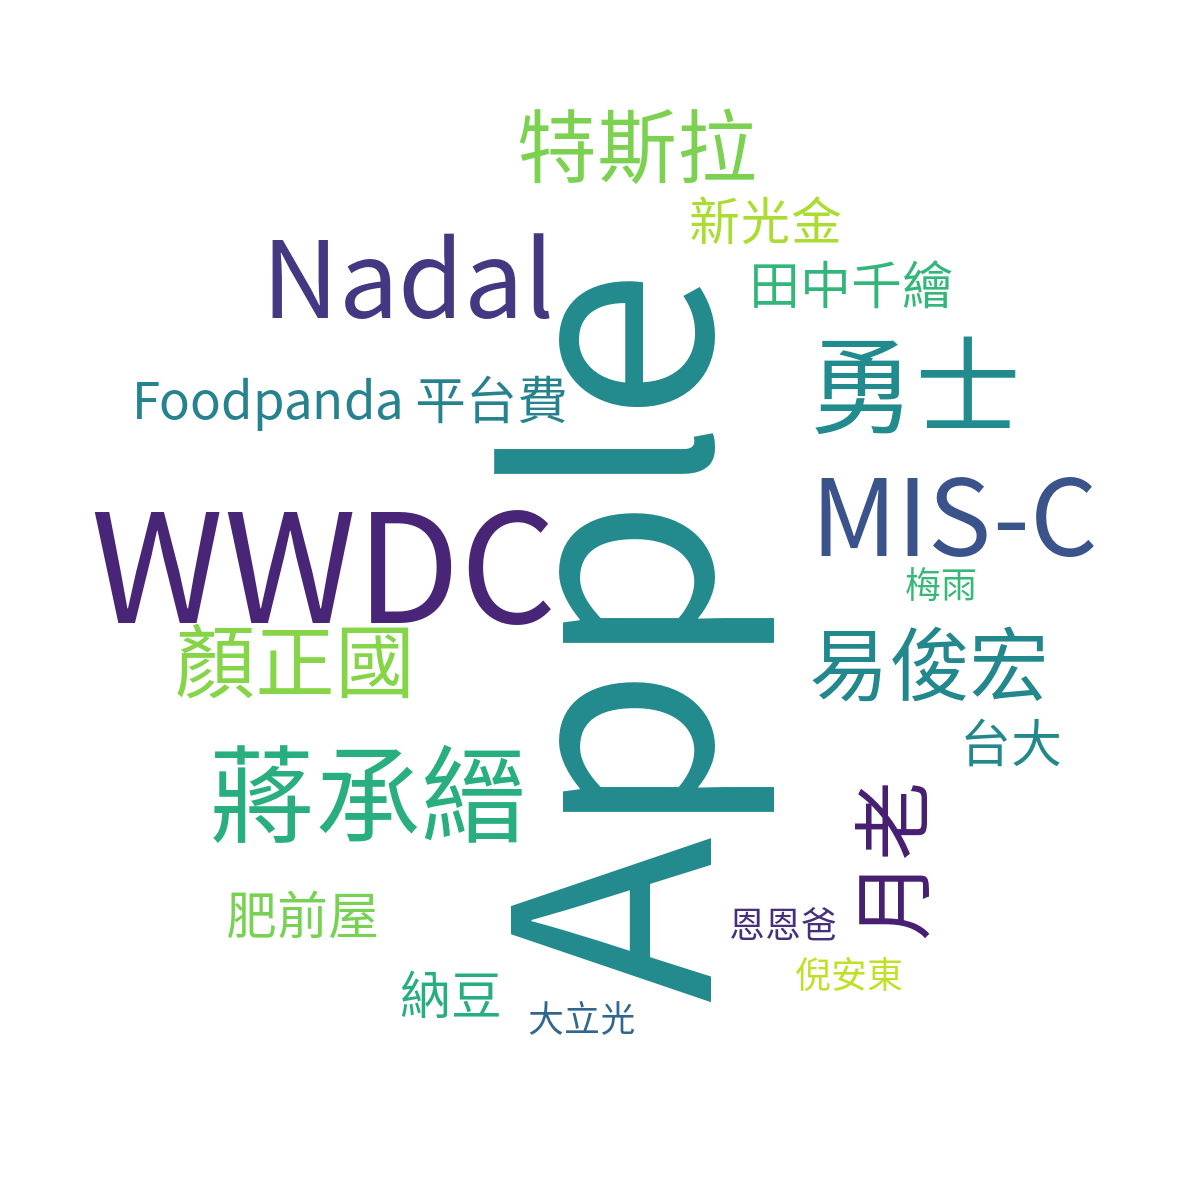 特斯拉
新光金
Nadal
田中千繪
勇士
Foodpanda 平台費
Apple
WWDC
MIS-C
梅雨
顏正國
易俊宏
台大
蔣承縉
月老
肥前屋
恩恩爸
倪安東
納豆
大立光